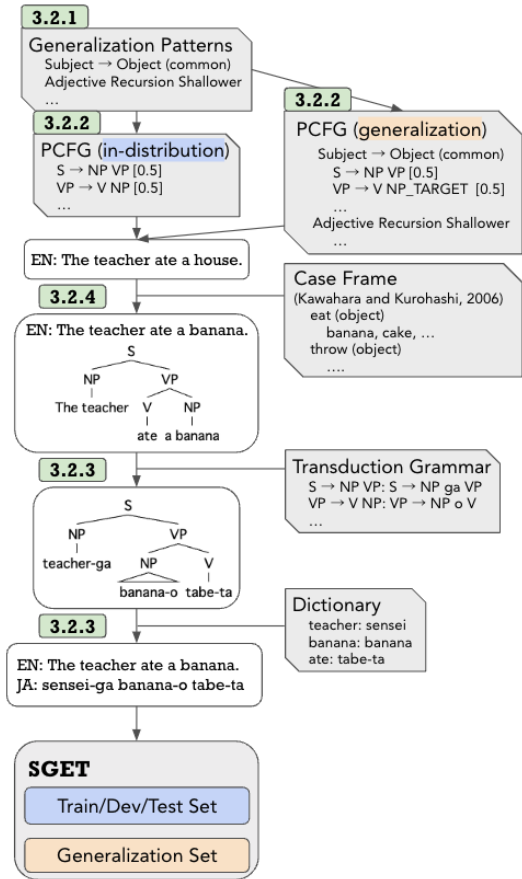 3.2.1
Generalization Patterns
Subject → Object (common)
Adjective Recursion Shallower
...
3.2.2
PCFG (in-distribution)
S → NP VP [0.5]
VP → V NP [0.5]
...
3.2.2
PCFG (generalization)
Subject → Object (common)
S → NP VP [0.5]
VP → V NP_TARGET [0.5]
...
Adjective Recursion Shallower
...
EN: The teacher ate a house.
3.2.4
Case Frame
(Kawahara and Kurohashi, 2006)
eat (object)
banana, cake, ...
throw (object)
....
EN: The teacher ate a banana.
S
NP VP
The teacher V NP
ate a banana
3.2.3
Transduction Grammar
S → NP VP: S → NP ga VP
VP → V NP: VP → NP o V
...
S
NP VP
teacher-ga NP V
banana-o tabe-ta
3.2.3
Dictionary
teacher: sensei
banana: banana
ate: tabe-ta
EN: The teacher ate a banana.
JA: sensei-ga banana-o tabe-ta
SGET
Train/Dev/Test Set
Generalization Set